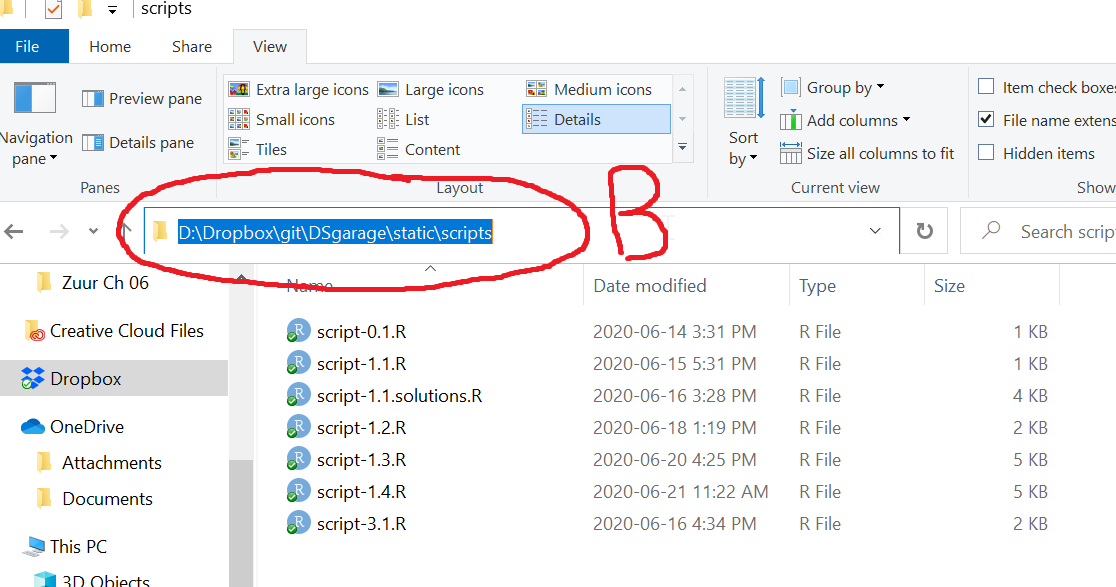 scripts
File Home Share View
Extra large icons Large icons Medium icons Group by Item check boxes
Preview pane
Small icons List Details Add columns File name extens
Navigation pane Details pane Sort by
Tiles Content Size all columns to fit Hidden items
Panes Layout Current view Show
B
D:\Dropbox\git\DSgarage\static\scripts Search script
Zuur Ch 06 Name Date modified Type Size
Creative Cloud Files script-0.1.R 2020-06-14 3:31 PM R File 1 KB
script-1.1.R 2020-06-15 5:31 PM R File 1 KB
Dropbox script-1.1.solutions.R 2020-06-16 3:28 PM R File 4 KB
OneDrive script-1.2.R 2020-06-18 1:19 PM R File 2 KB
Attachments script-1.3.R 2020-06-20 4:25 PM R File 5 KB
Documents script-1.4.R 2020-06-21 11:22 AM R File 5 KB
script-3.1.R 2020-06-16 4:34 PM R File 2 KB
This PC
3D Objects